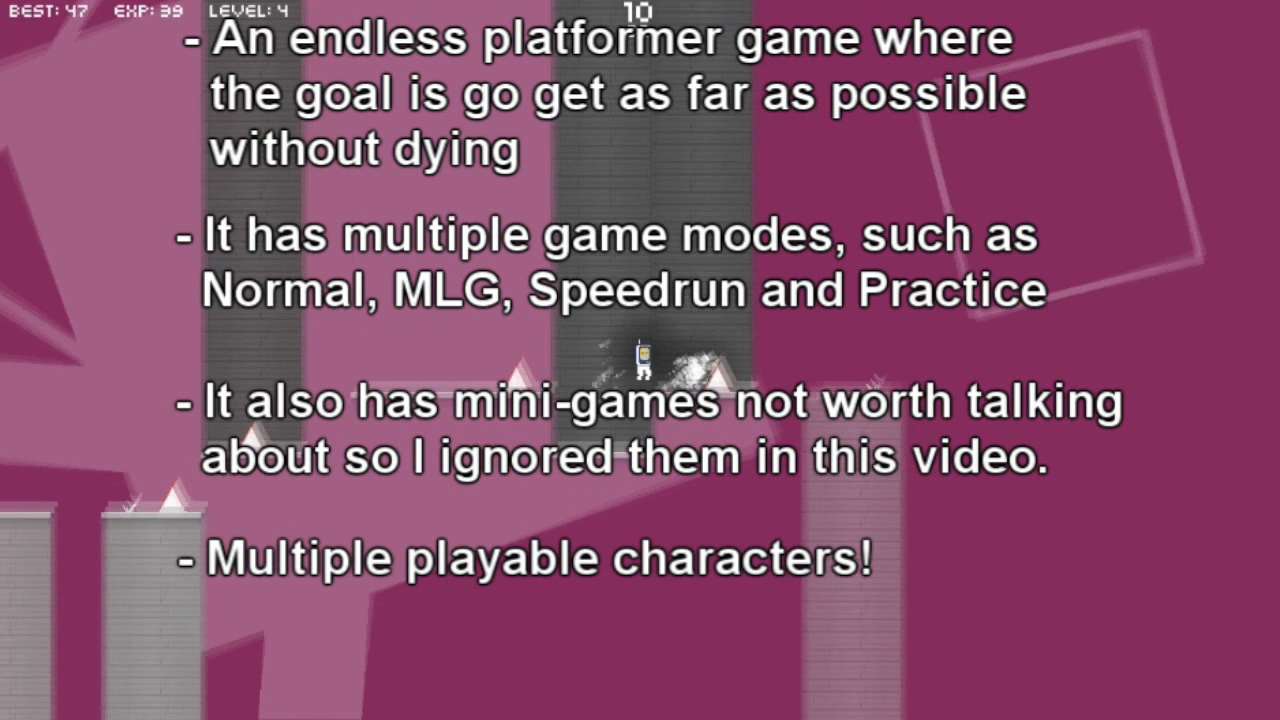 BEST: 47 EXP: 39 LEVEL: 4 10
- An endless platformer game where
the goal is go get as far as possible
without dying
- It has multiple game modes, such as
Normal, MLG, Speedrun and Practice
- It also has mini-games not worth talking
about so I ignored them in this video.
- Multiple playable characters!